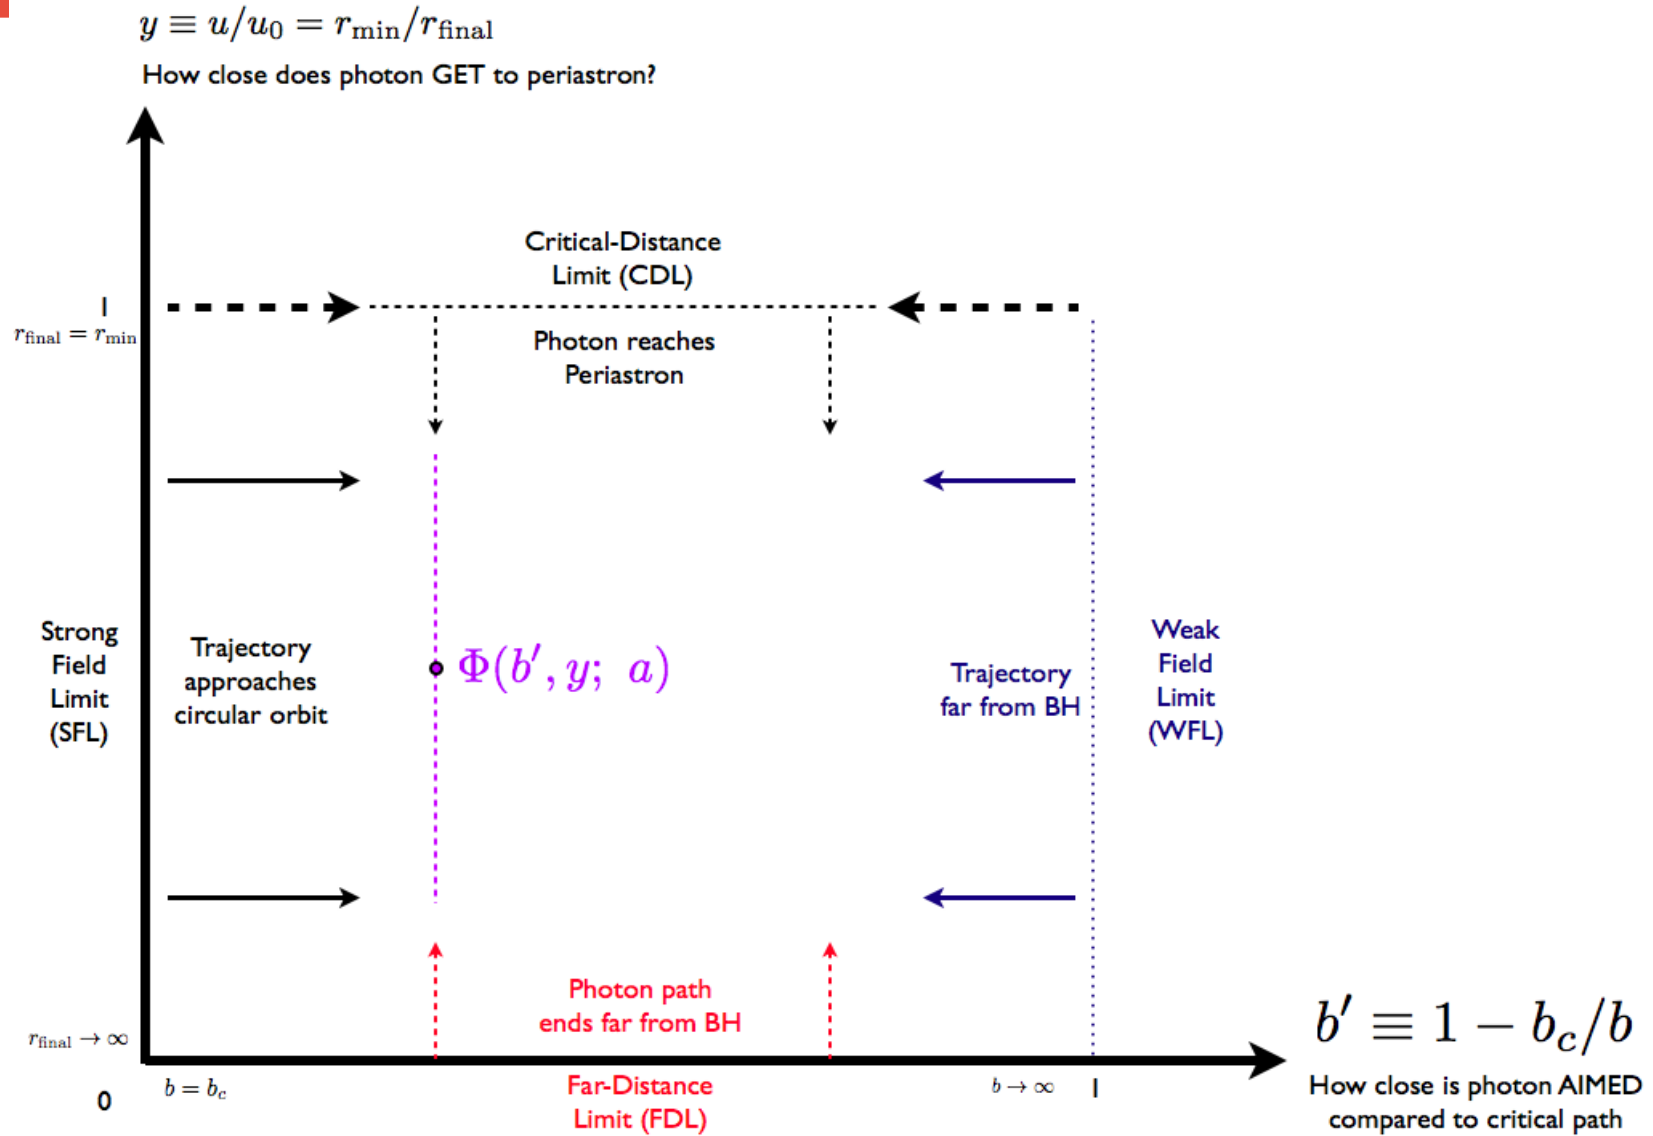 y ≡ u/u₀ = r_min/r_final
How close does photon GET to periastron?
Critical-Distance
Limit (CDL)
1
r_final = r_min
Photon reaches
Periastron
Strong
Field
Limit
(SFL)
Trajectory
approaches
circular orbit
Φ(b′, y; a)
Trajectory
far from BH
Weak
Field
Limit
(WFL)
Photon path
ends far from BH
r_final → ∞
b′ ≡ 1 − b_c/b
0
b = b_c
Far-Distance
Limit (FDL)
b → ∞
1
How close is photon AIMED
compared to critical path